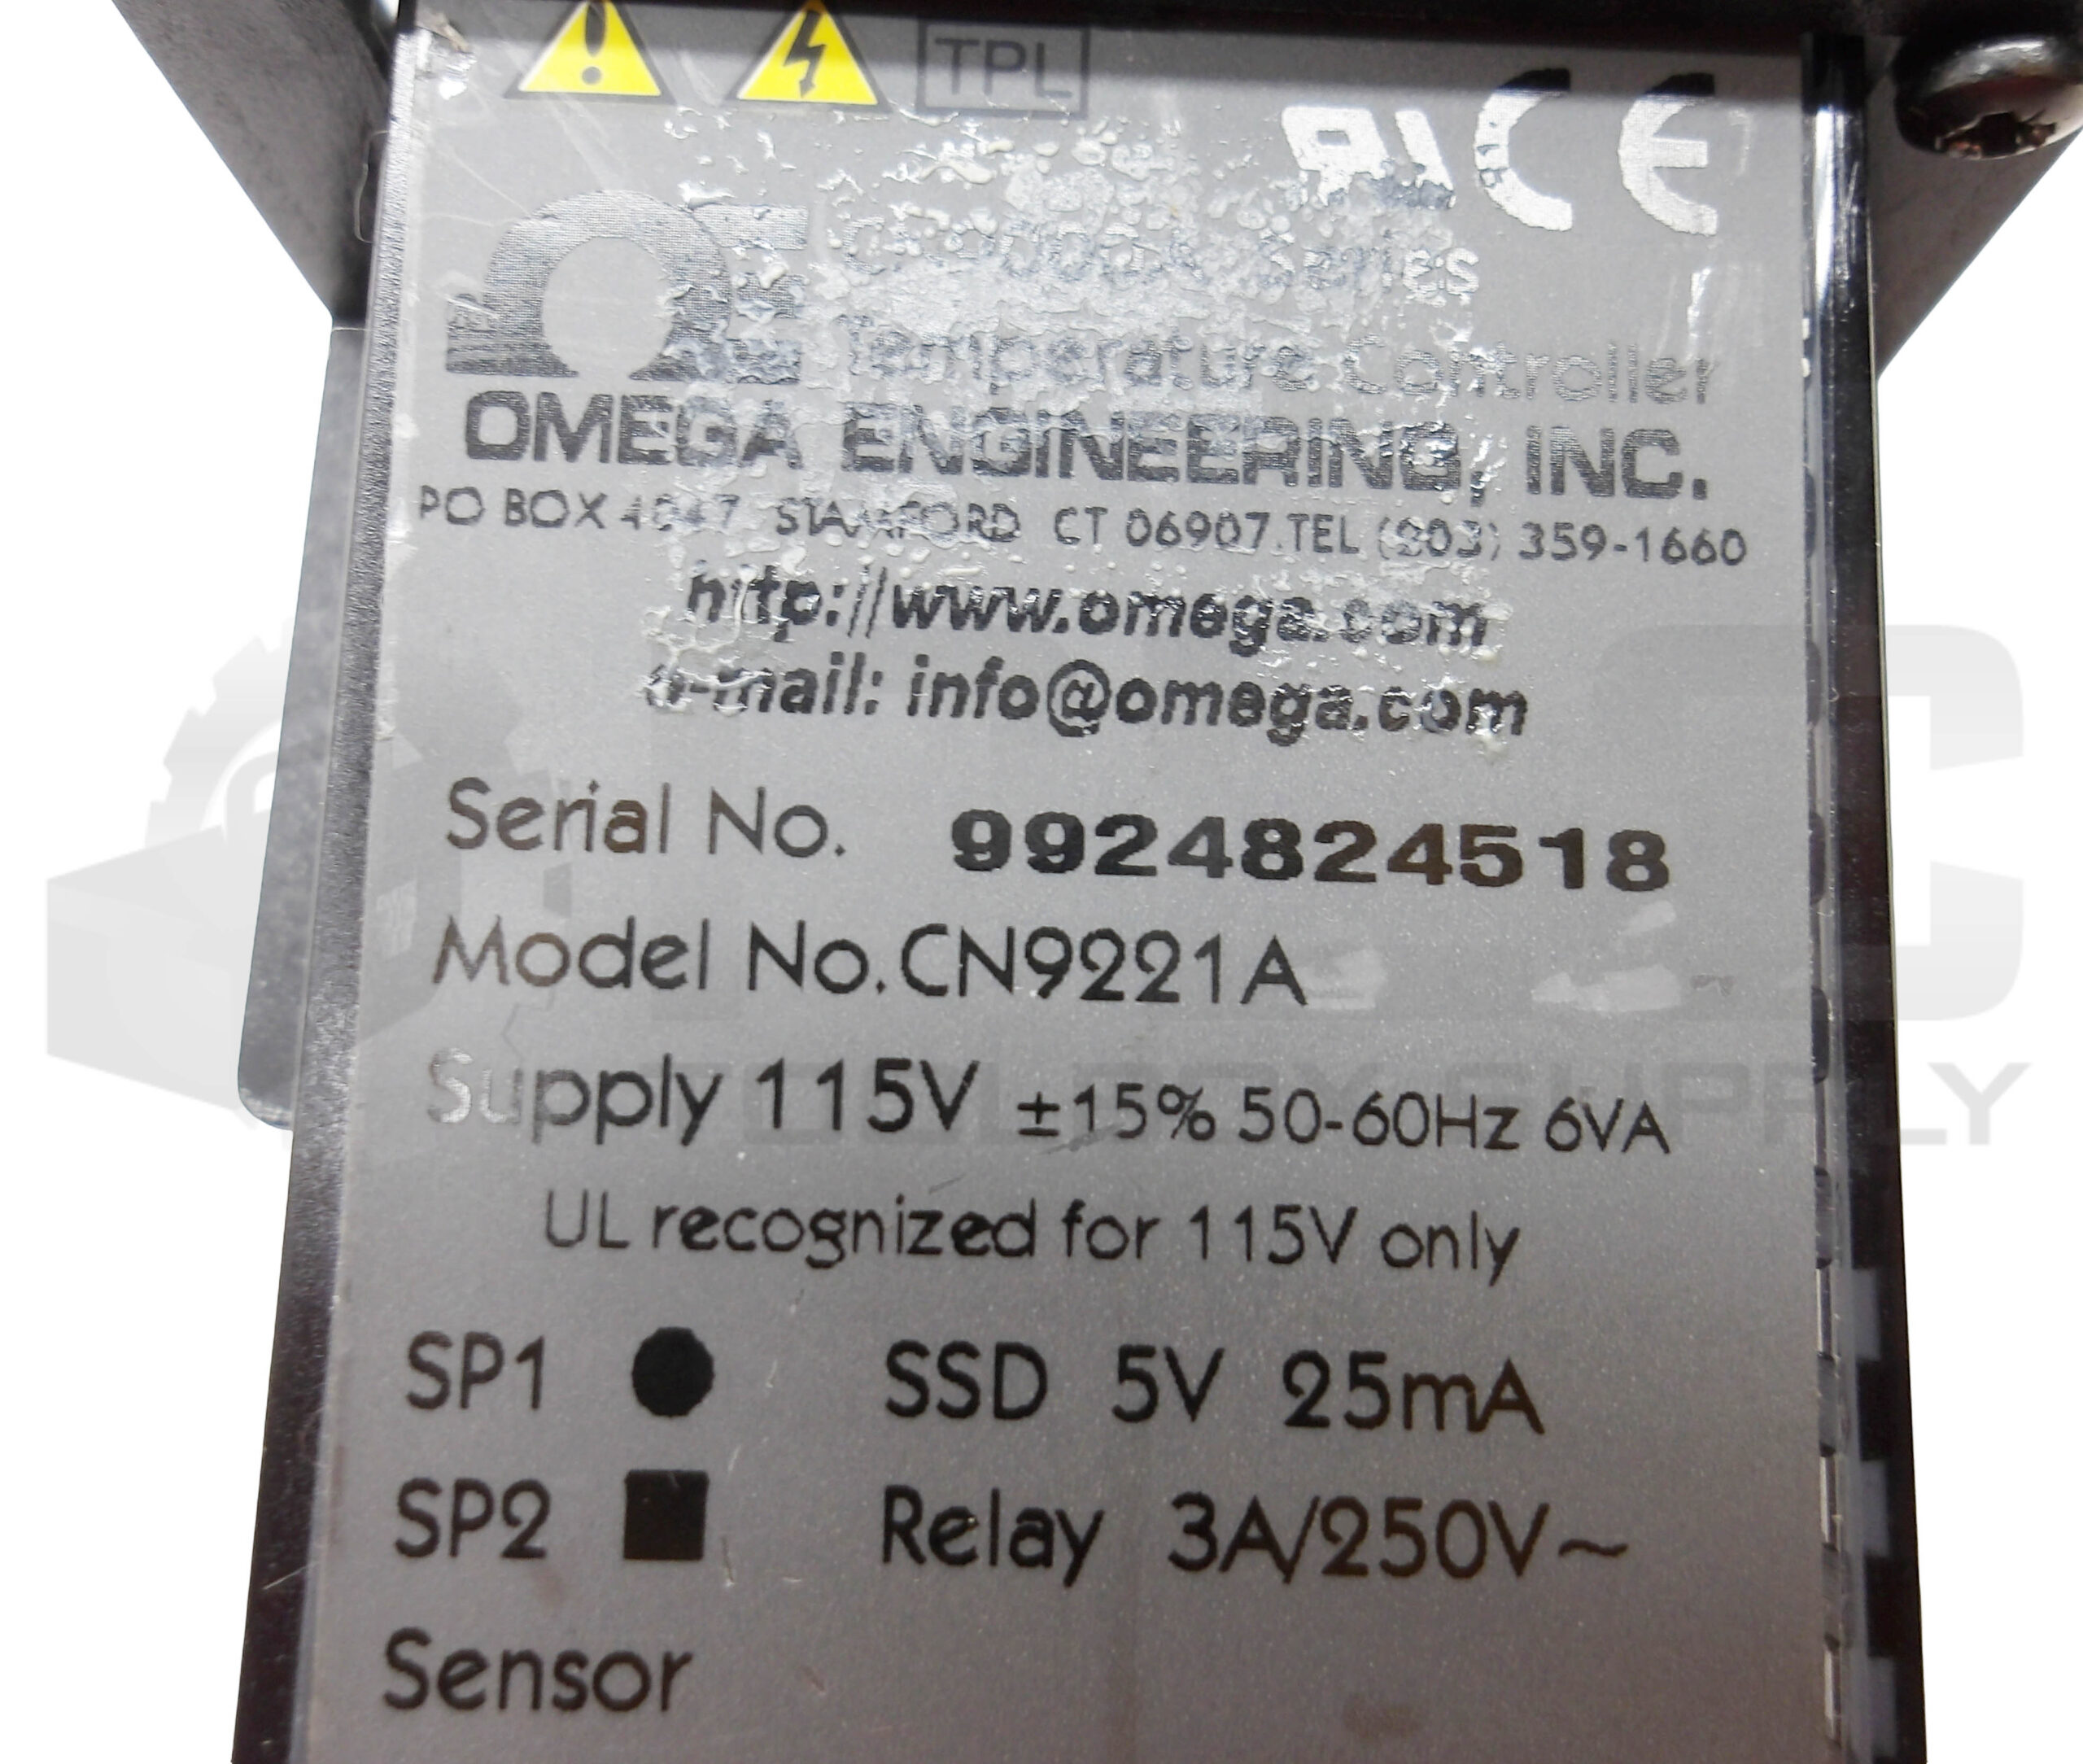 TPL
CE
Series
Temperature Controller
OMEGA ENGINEERING, INC.
PO BOX 4047 STAMFORD CT 06907. TEL (203) 359-1660
http://www.omega.com
e-mail: info@omega.com
Serial No. 9924824518
Model No. CN9221A
Supply 115V ±15% 50-60Hz 6VA
SUPPLY
UL recognized for 115V only
SP1 ● SSD 5V 25mA
SP2 ■ Relay 3A/250V~
Sensor